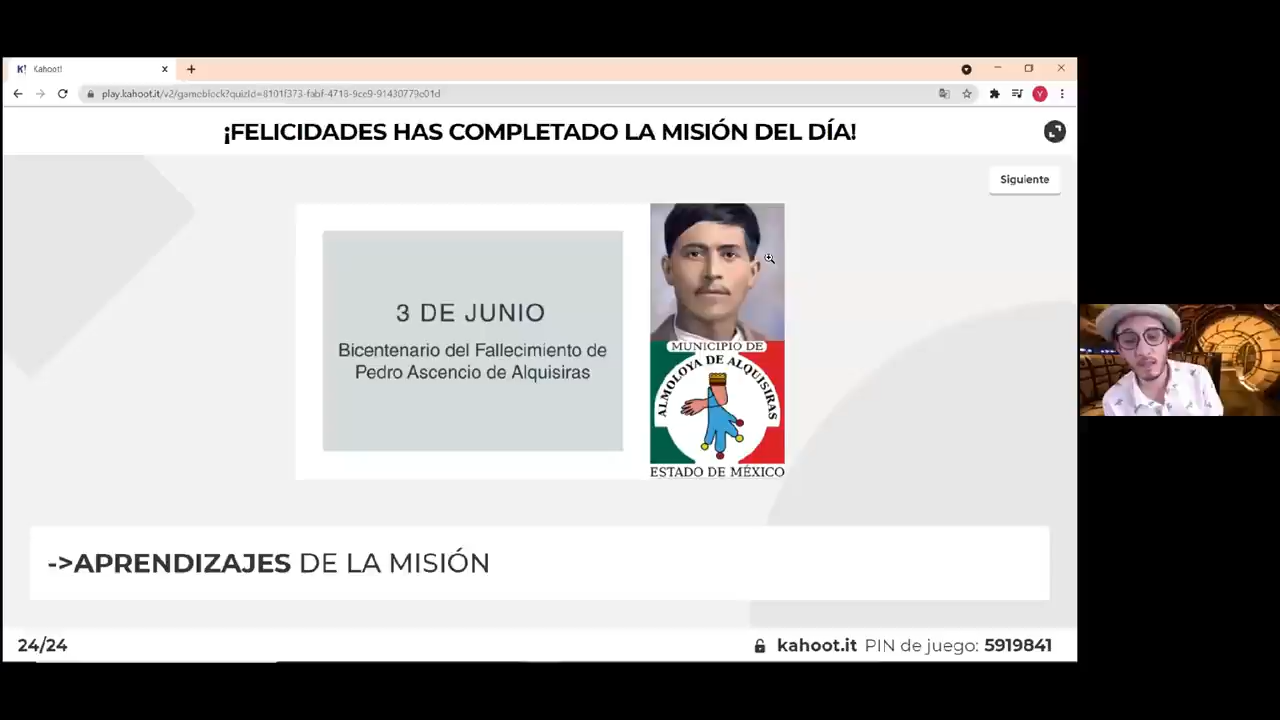 K! Kahoot!
play.kahoot.it/v2/gameblock?quizId=8101f373-fabf-4718-9ce9-91430779e01d
Y
¡FELICIDADES HAS COMPLETADO LA MISIÓN DEL DÍA!
Siguiente
3 DE JUNIO
Bicentenario del Fallecimiento de
Pedro Ascencio de Alquisiras
MUNICIPIO DE
ALMOLOYA DE ALQUISIRAS
ESTADO DE MÉXICO
->APRENDIZAJES DE LA MISIÓN
24/24
kahoot.it PIN de juego: 5919841